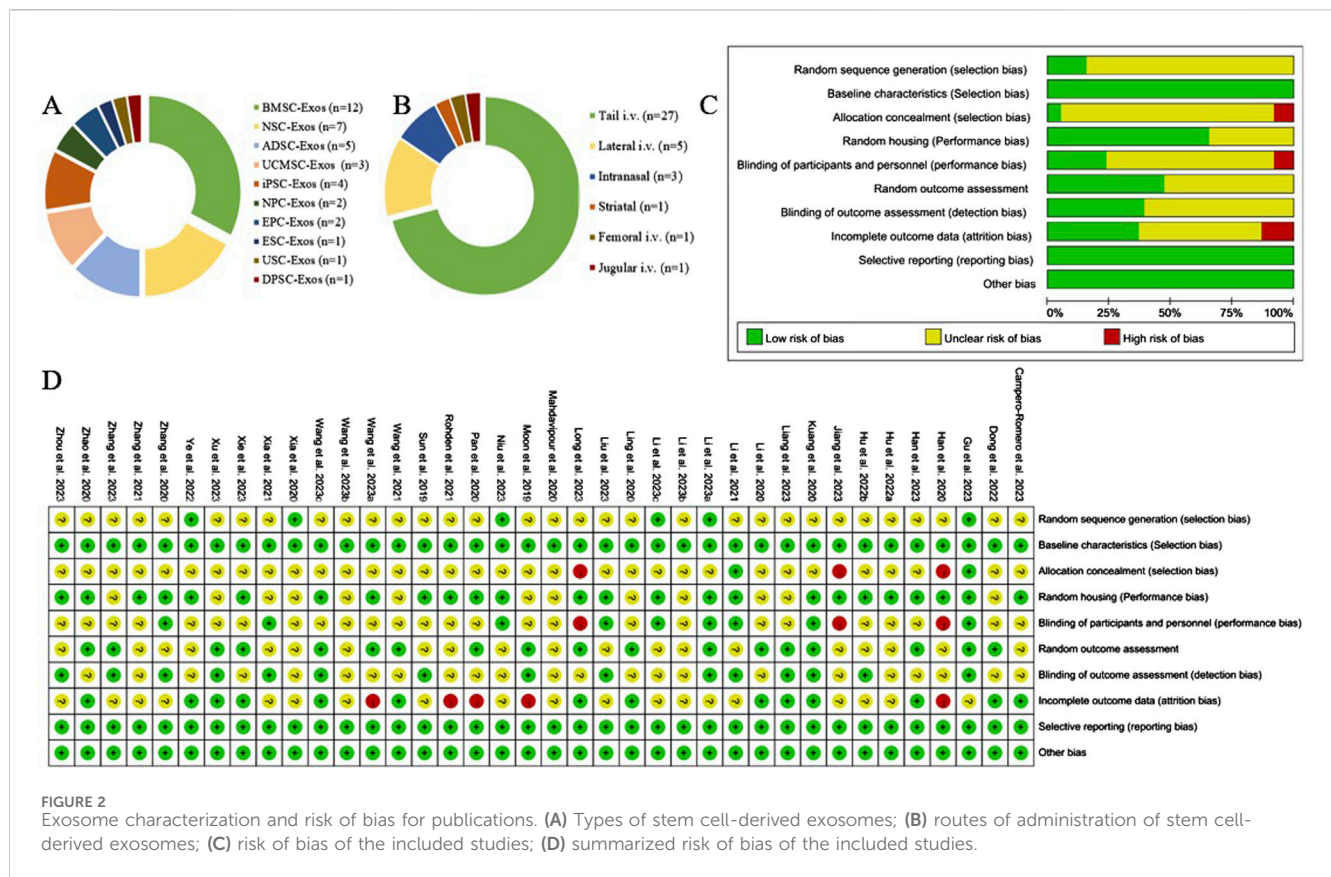 A
BMSC-Exos (n=12)
NSC-Exos (n=7)
ADSC-Exos (n=5)
UCMSC-Exos (n=3)
iPSC-Exos (n=4)
NPC-Exos (n=2)
EPC-Exos (n=2)
ESC-Exos (n=1)
USC-Exos (n=1)
DPSC-Exos (n=1)
B
Tail i.v. (n=27)
Lateral i.v. (n=5)
Intranasal (n=3)
Striatal (n=1)
Femoral i.v. (n=1)
Jugular i.v. (n=1)
C
Random sequence generation (selection bias)
Baseline characteristics (Selection bias)
Allocation concealment (selection bias)
Random housing (Performance bias)
Blinding of participants and personnel (performance bias)
Random outcome assessment
Blinding of outcome assessment (detection bias)
Incomplete outcome data (attrition bias)
Selective reporting (reporting bias)
Other bias
0% 25% 50% 75% 100%
Low risk of bias
Unclear risk of bias
High risk of bias
D
Zhou et al. 2023
Zhao et al. 2020
Zhang et al. 2023
Zhang et al. 2021
Zhang et al. 2020
Ye et al. 2022
Xu et al. 2023
Xie et al. 2023
Xia et al. 2021
Xia et al. 2020
Wang et al. 2023c
Wang et al. 2023b
Wang et al. 2023a
Wang et al. 2021
Sun et al. 2019
Rohden et al. 2021
Pan et al. 2020
Niu et al. 2023
Moon et al. 2019
Mahdavipour et al. 2020
Long et al. 2023
Liu et al. 2023
Ling et al. 2020
Li et al. 2023c
Li et al. 2023b
Li et al. 2023a
Li et al. 2021
Li et al. 2020
Liang et al. 2023
Kuang et al. 2020
Jiang et al. 2023
Hu et al. 2022b
Hu et al. 2022a
Han et al. 2023
Han et al. 2020
Gu et al. 2023
Dong et al. 2022
Campero-Romero et al. 2023
Random sequence generation (selection bias)
Baseline characteristics (Selection bias)
Allocation concealment (selection bias)
Random housing (Performance bias)
Blinding of participants and personnel (performance bias)
Random outcome assessment
Blinding of outcome assessment (detection bias)
Incomplete outcome data (attrition bias)
Selective reporting (reporting bias)
Other bias
FIGURE 2
Exosome characterization and risk of bias for publications. (A) Types of stem cell-derived exosomes; (B) routes of administration of stem cell-
derived exosomes; (C) risk of bias of the included studies; (D) summarized risk of bias of the included studies.